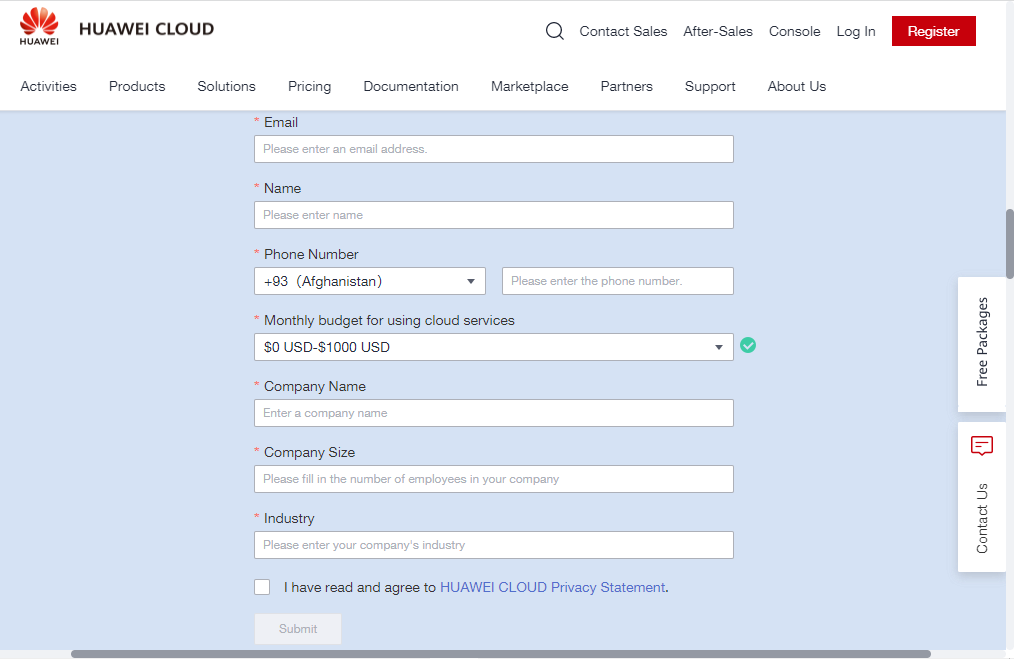 HUAWEI
HUAWEI CLOUD
Contact Sales
After-Sales
Console
Log In
Register
Activities
Products
Solutions
Pricing
Documentation
Marketplace
Partners
Support
About Us
* Email
Please enter an email address.
* Name
Please enter name
* Phone Number
+93（Afghanistan）
Please enter the phone number.
* Monthly budget for using cloud services
$0 USD-$1000 USD
* Company Name
Enter a company name
* Company Size
Please fill in the number of employees in your company
* Industry
Please enter your company's industry
I have read and agree to HUAWEI CLOUD Privacy Statement.
Submit
Free Packages
Contact Us